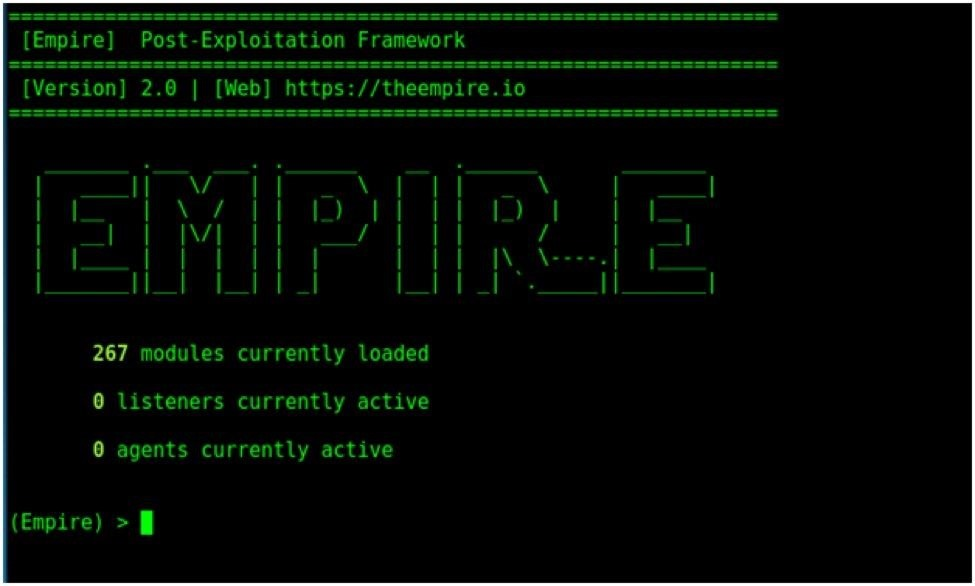 [Empire]  Post-Exploitation Framework
[Version] 2.0 | [Web] https://theempire.io
EMPIRE
267 modules currently loaded
0 listeners currently active
0 agents currently active
(Empire) >